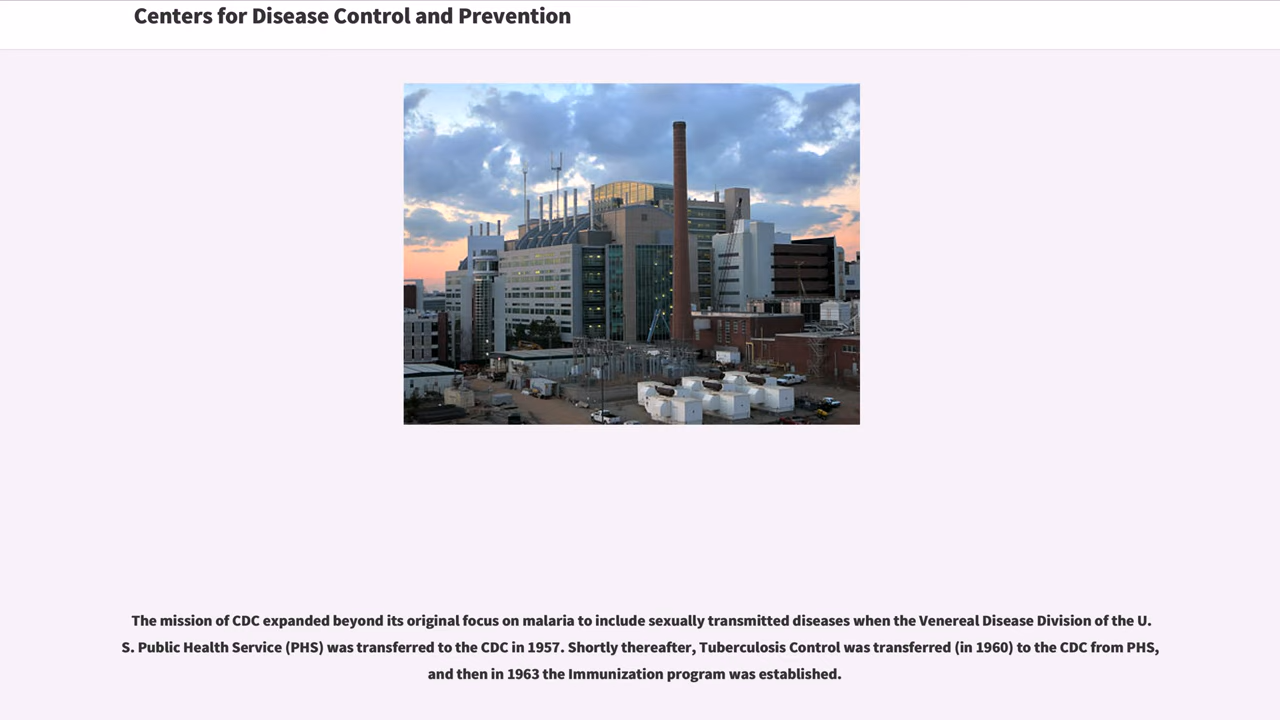 Centers for Disease Control and Prevention
The mission of CDC expanded beyond its original focus on malaria to include sexually transmitted diseases when the Venereal Disease Division of the U.
S. Public Health Service (PHS) was transferred to the CDC in 1957. Shortly thereafter, Tuberculosis Control was transferred (in 1960) to the CDC from PHS,
and then in 1963 the Immunization program was established.